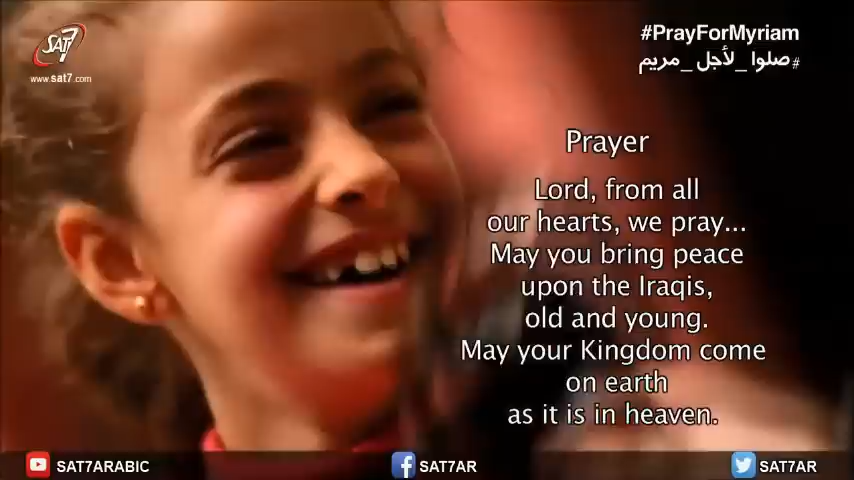 SAT7
www.sat7.com
#PrayForMyriam
#صلوا_لأجل_مريم
Prayer
Lord, from all
our hearts, we pray...
May you bring peace
upon the Iraqis,
old and young.
May your Kingdom come
on earth
as it is in heaven.
SAT7ARABIC
SAT7AR
SAT7AR